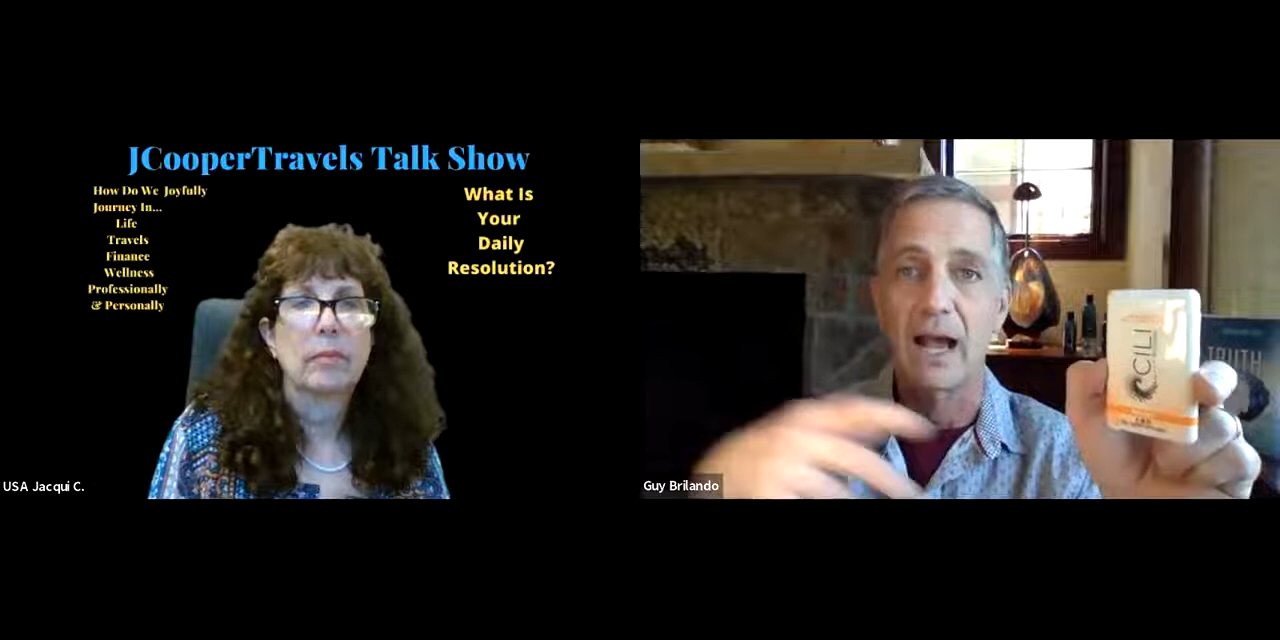 JCooperTravels Talk Show
How Do We Joyfully
Journey In...
Life
Travels
Finance
Wellness
Professionally
& Personally
What Is
Your
Daily
Resolution?
USA Jacqui C.
Guy Brilando
CILI
TRUTH